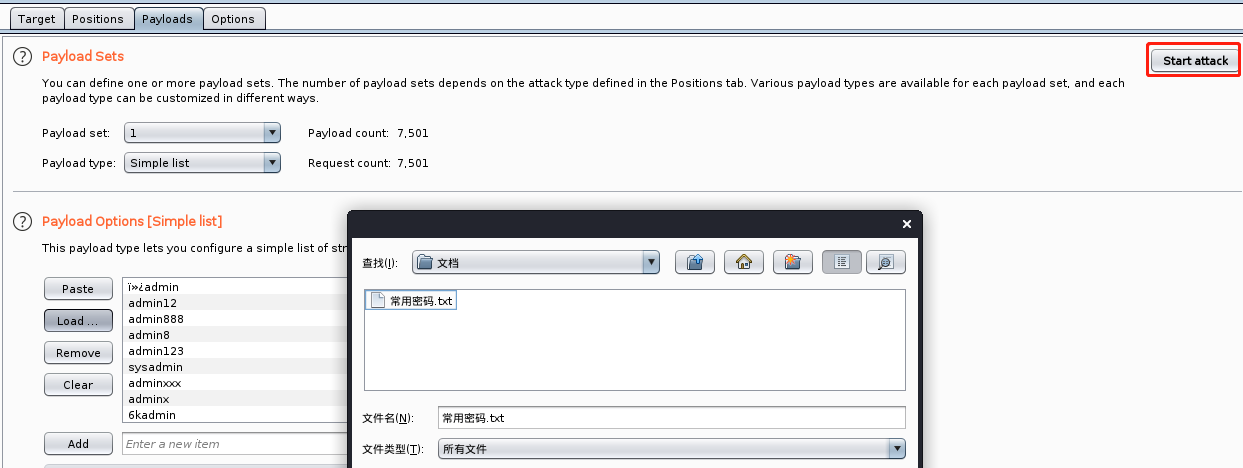 Target Positions Payloads Options
? Payload Sets
Start attack
You can define one or more payload sets. The number of payload sets depends on the attack type defined in the Positions tab. Various payload types are available for each payload set, and each
payload type can be customized in different ways.
Payload set: 1 Payload count: 7,501
Payload type: Simple list Request count: 7,501
? Payload Options [Simple list]
This payload type lets you configure a simple list of str
Paste
Load ...
Remove
Clear
admin
admin12
admin888
admin8
admin123
sysadmin
adminxxx
adminx
6kadmin
Add Enter a new item
查找(I): 文档
常用密码.txt
文件名(N): 常用密码.txt
文件类型(T): 所有文件